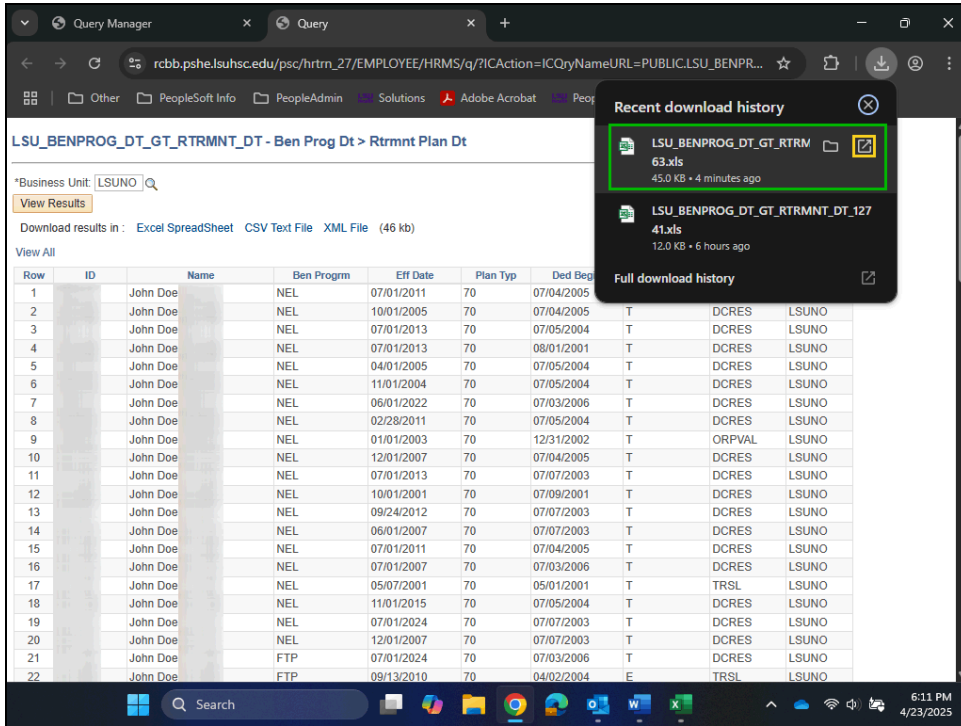 Query Manager
Query
rcbb.pshe.lsuhsc.edu/psc/hrtrn_27/EMPLOYEE/HRMS/q/?ICAction=ICQryNameURL=PUBLIC.LSU_BENPR...
Other PeopleSoft Info PeopleAdmin Solutions Adobe Acrobat Peop
Recent download history
LSU_BENPROG_DT_GT_RTRM
63.xls
45.0 KB • 4 minutes ago
LSU_BENPROG_DT_GT_RTRMNT_DT_127
41.xls
12.0 KB • 6 hours ago
Full download history
LSU_BENPROG_DT_GT_RTRMNT_DT - Ben Prog Dt > Rtrmnt Plan Dt
*Business Unit: LSUNO
View Results
Download results in : Excel SpreadSheet CSV Text File XML File (46 kb)
View All
Row ID Name Ben Progrm Eff Date Plan Typ Ded Begi
1 John Doe NEL 07/01/2011 70 07/04/2005
2 John Doe NEL 10/01/2005 70 07/04/2005 T DCRES LSUNO
3 John Doe NEL 07/01/2013 70 07/05/2004 T DCRES LSUNO
4 John Doe NEL 07/01/2013 70 08/01/2001 T DCRES LSUNO
5 John Doe NEL 04/01/2005 70 07/05/2004 T DCRES LSUNO
6 John Doe NEL 11/01/2004 70 07/05/2004 T DCRES LSUNO
7 John Doe NEL 06/01/2022 70 07/03/2006 T DCRES LSUNO
8 John Doe NEL 02/28/2011 70 07/05/2004 T DCRES LSUNO
9 John Doe NEL 01/01/2003 70 12/31/2002 T ORPVAL LSUNO
10 John Doe NEL 12/01/2007 70 07/04/2005 T DCRES LSUNO
11 John Doe NEL 07/01/2013 70 07/07/2003 T DCRES LSUNO
12 John Doe NEL 10/01/2001 70 07/09/2001 T DCRES LSUNO
13 John Doe NEL 09/24/2012 70 07/07/2003 T DCRES LSUNO
14 John Doe NEL 06/01/2007 70 07/07/2003 T DCRES LSUNO
15 John Doe NEL 07/01/2011 70 07/04/2005 T DCRES LSUNO
16 John Doe NEL 07/01/2007 70 07/03/2006 T DCRES LSUNO
17 John Doe NEL 05/07/2001 70 05/01/2001 T TRSL LSUNO
18 John Doe NEL 11/01/2015 70 07/05/2004 T DCRES LSUNO
19 John Doe NEL 07/01/2024 70 07/07/2003 T DCRES LSUNO
20 John Doe NEL 12/01/2007 70 07/07/2003 T DCRES LSUNO
21 John Doe FTP 07/01/2024 70 07/03/2006 T DCRES LSUNO
22 John Doe FTP 09/13/2010 70 04/02/2004 E TRSL LSUNO
Search
6:11 PM
4/23/2025